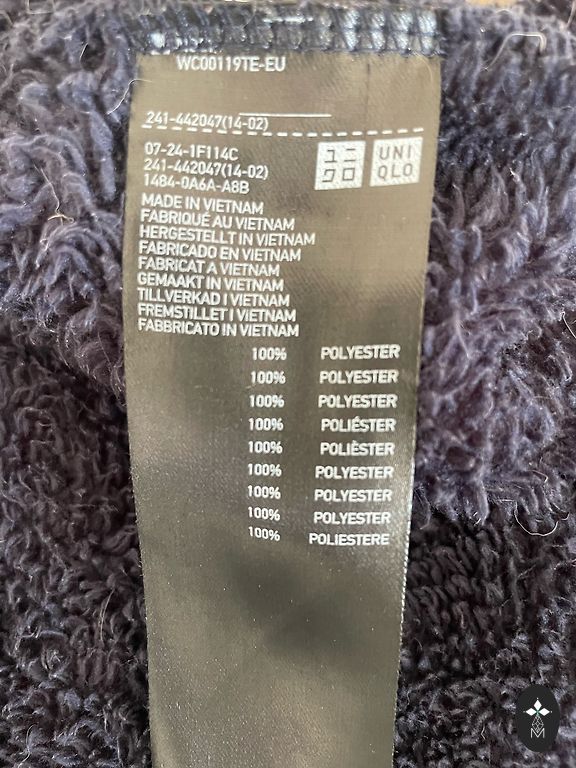 WC00119TE-EU
241-442047(14-02)
07-24-1F114C
241-442047(14-02)
1484-0A6A-A8B
ユニ
クロ
UNI
QLO
MADE IN VIETNAM
FABRIQUÉ AU VIETNAM
HERGESTELLT IN VIETNAM
FABRICADO EN VIETNAM
FABRICAT A VIETNAM
GEMAAKT IN VIETNAM
TILLVERKAD I VIETNAM
FREMSTILLET I VIETNAM
FABBRICATO IN VIETNAM
100% POLYESTER
100% POLYESTER
100% POLYESTER
100% POLIÉSTER
100% POLIÈSTER
100% POLYESTER
100% POLYESTER
100% POLYESTER
100% POLIESTERE
M